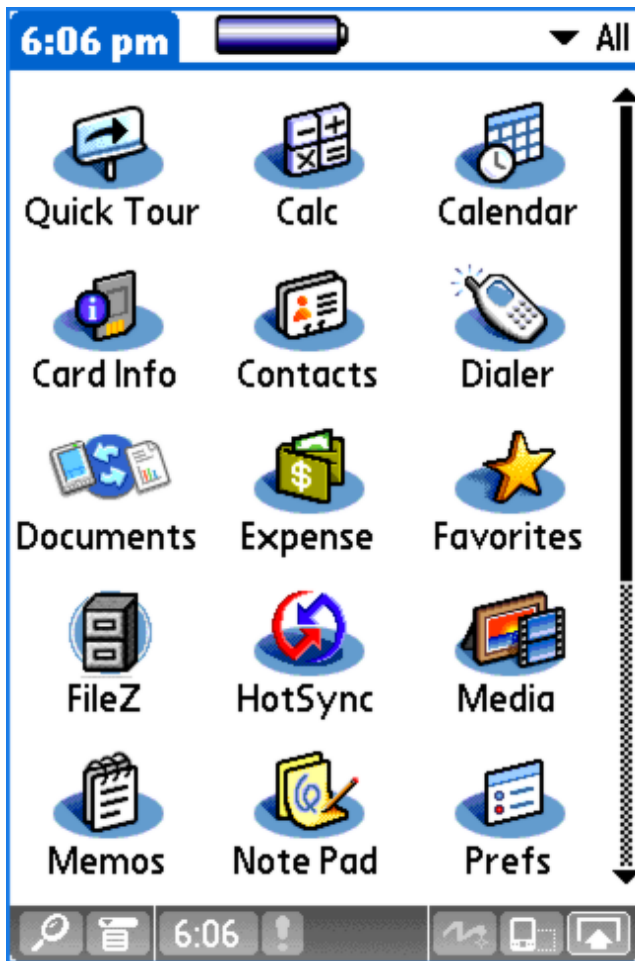 6:06 pm All
Quick Tour Calc Calendar
Card Info Contacts Dialer
Documents Expense Favorites
FileZ HotSync Media
Memos Note Pad Prefs
6:06